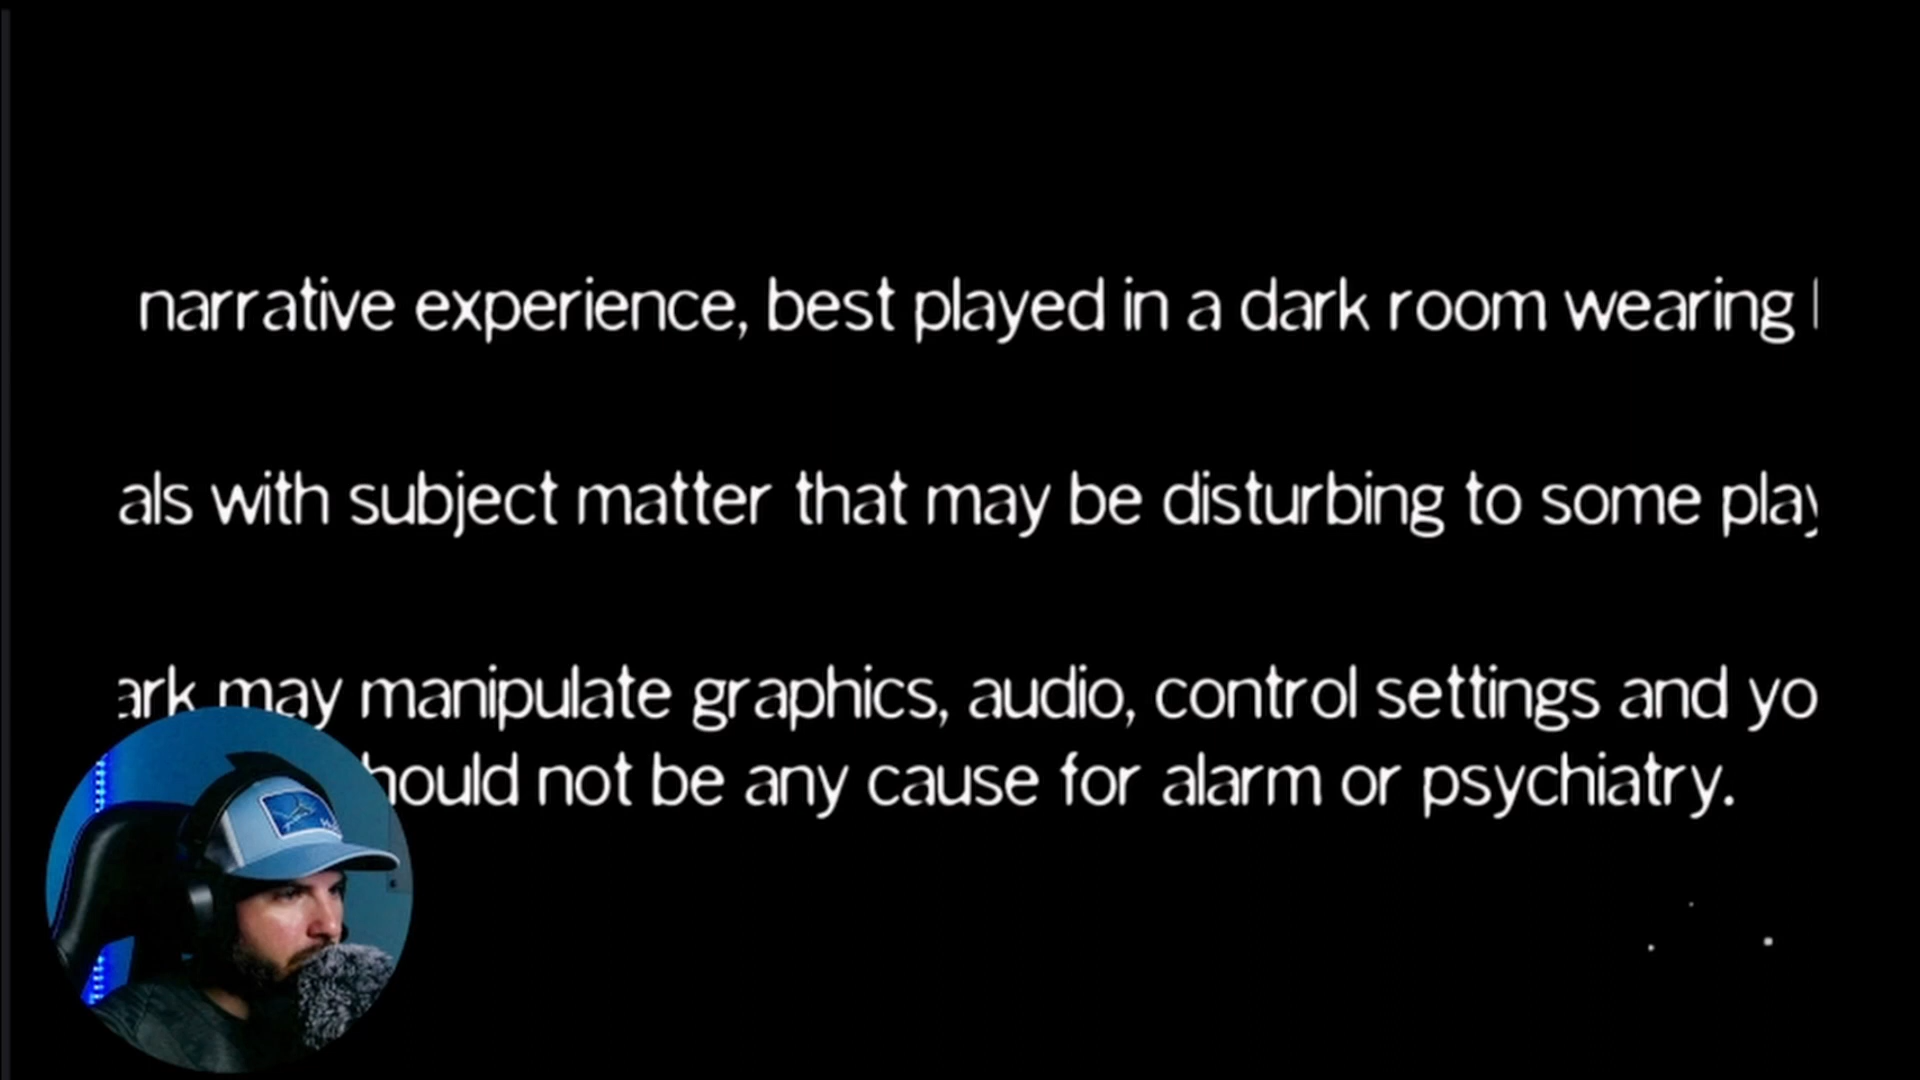 narrative experience, best played in a dark room wearing
als with subject matter that may be disturbing to some play
ark may manipulate graphics, audio, control settings and yo
hould not be any cause for alarm or psychiatry.